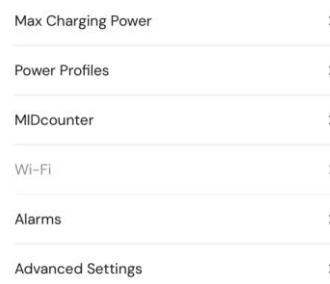 Max Charging Power
Power Profiles
MIDcounter
Wi-Fi
Alarms
Advanced Settings